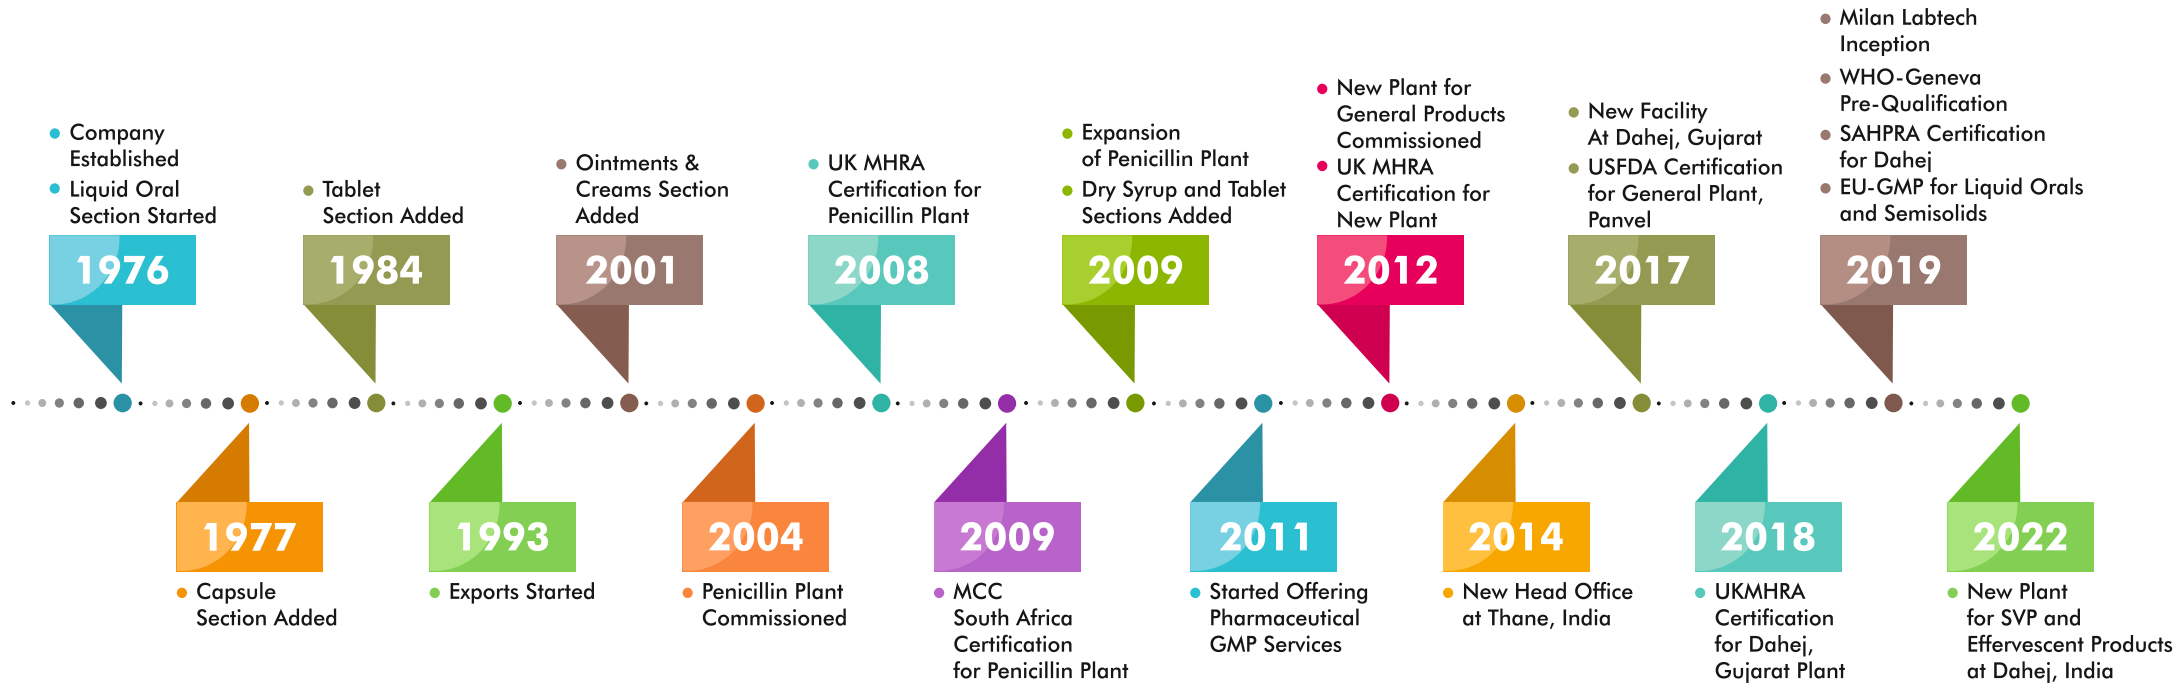 Company
Established
Liquid Oral
Section Started
1976
Capsule
Section Added
1977
Tablet
Section Added
1984
Exports Started
1993
Ointments &
Creams Section
Added
2001
Penicillin Plant
Commissioned
2004
UK MHRA
Certification for
Penicillin Plant
2008
2009
MCC
South Africa
Certification
for Penicillin Plant
Expansion
of Penicillin Plant
Dry Syrup and Tablet
Sections Added
2009
2011
Started Offering
Pharmaceutical
GMP Services
New Plant for
General Products
Commissioned
UK MHRA
Certification for
New Plant
2012
2014
New Head Office
at Thane, India
New Facility
At Dahej, Gujarat
USFDA Certification
for General Plant,
Panvel
2017
2018
UKMHRA
Certification
for Dahej,
Gujarat Plant
Milan Labtech
Inception
WHO-Geneva
Pre-Qualification
SAHPRA Certification
for Dahej
EU-GMP for Liquid Orals
and Semisolids
2019
2022
New Plant
for SVP and
Effervescent Products
at Dahej, India